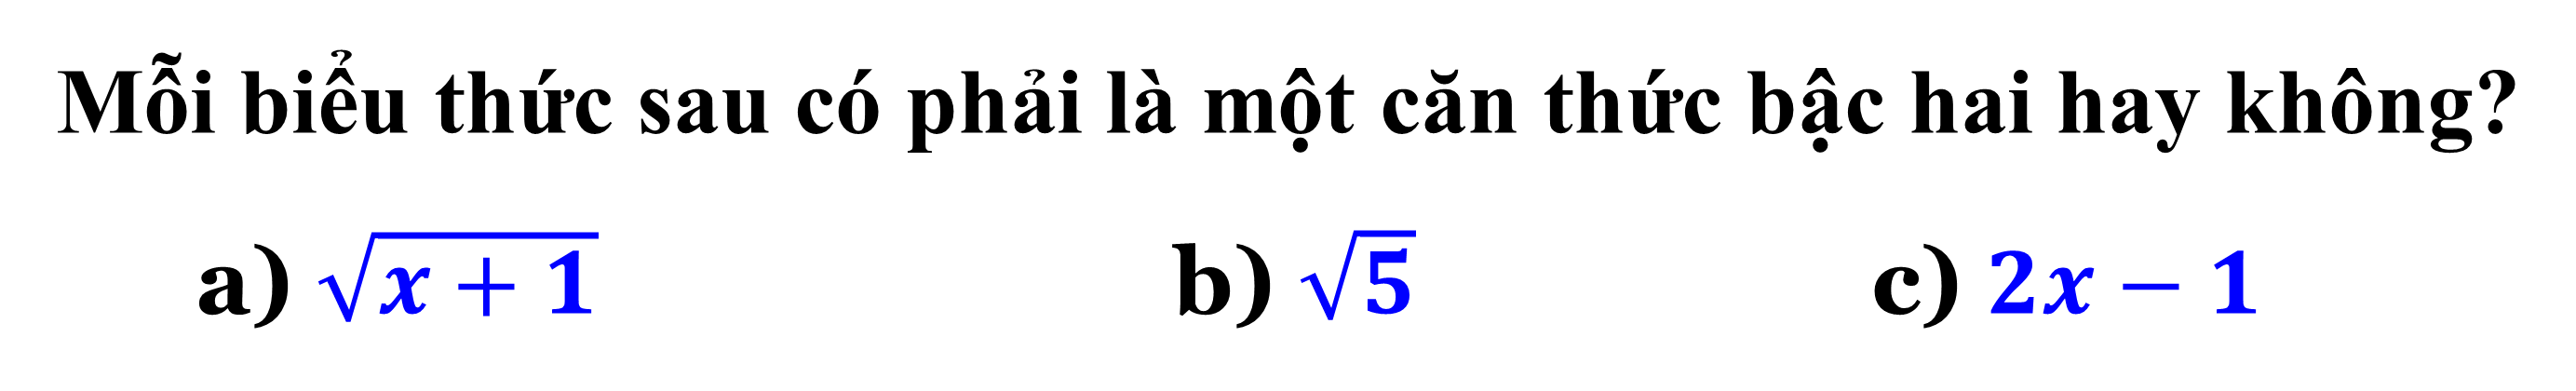 Mỗi biểu thức sau có phải là một căn thức bậc hai hay không?
a) √(x + 1) b) √5 c) 2x − 1